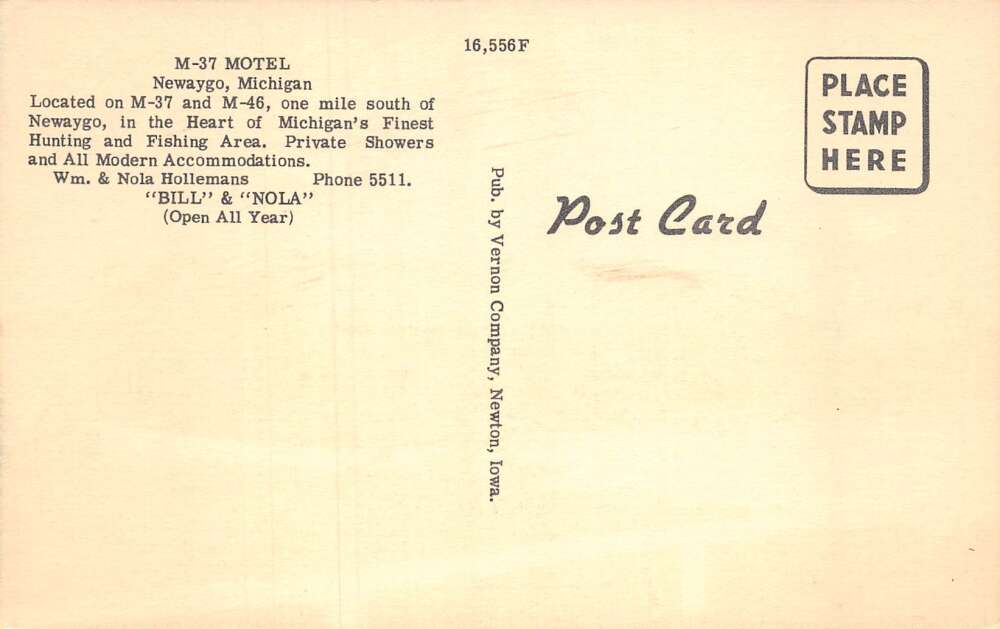 16,556F
M-37 MOTEL
Newaygo, Michigan
Located on M-37 and M-46, one mile south of
Newaygo, in the Heart of Michigan's Finest
Hunting and Fishing Area. Private Showers
and All Modern Accommodations.
Wm. & Nola Hollemans Phone 5511.
"BILL" & "NOLA"
(Open All Year)
Pub. by Vernon Company, Newton, Iowa.
Post Card
PLACE
STAMP
HERE